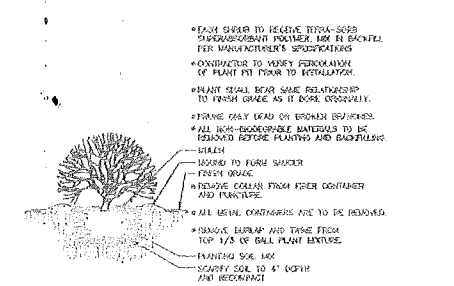 * EACH SHRUB TO RECEIVE TERRA-SORB
SUPERABSORBANT POLYMER, MIX IN BACKFILL
PER MANUFACTURER'S SPECIFICATIONS
* CONTRACTOR TO VERIFY PERCOLATION
OF PLANT PIT PRIOR TO INSTALLATION.
* PLANT SHALL BEAR SAME RELATIONSHIP
TO FINISH GRADE AS IT BORE ORIGINALLY.
* PRUNE ONLY DEAD OR BROKEN BRANCHES.
* ALL NON-BIODEGRABLE MATERIALS TO BE
REMOVED BEFORE PLANTING AND BACKFILLING.
MULCH
MOUND TO FORM SAUCER
FINISH GRADE
* REMOVE COLLAR FROM FIBER CONTAINER
AND PUNCTURE.
* ALL METAL CONTAINERS ARE TO BE REMOVED.
* REMOVE BURLAP AND TWINE FROM
TOP 1/3 OF BALL PLANT MIXTURE.
PLANTING SOIL MIX
SCARIFY SOIL TO 4" DEPTH
AND RECOMPACT